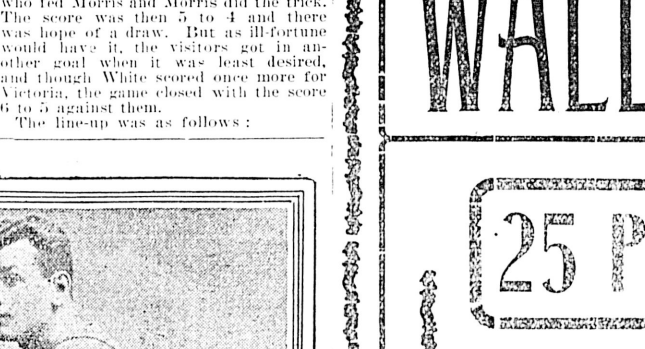 who fed Morris and Morris did the trick.
The score was then 5 to 4 and there
was hope of a draw. But as ill-fortune
would have it, the visitors got in an-
other goal when it was least desired,
and though White scored once more for
Victoria, the game closed with the score
6 to 5 against them.
The line-up was as follows:
WALL
25 P